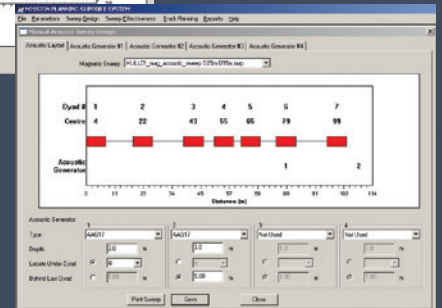 MISSION PLANNING SUPPORT SYSTEM
File Parameters Sweep Design Sweep Effectiveness Track Planning Reports Help
Manual Acoustic Sweep Design
Acoustic Layout Acoustic Generator #1 Acoustic Generator #2 Acoustic Generator #3 Acoustic Generator #4
Magnetic Sweep
Dyad # 1 2 3 4 5 6 7
Centre 4 22 43 55 65 79 99
Acoustic Generator 1 2
0 11 23 34 45 57 68 80 91 102 114
Distance (m)
Acoustic Generator
1 2 3 4
Type AAG17 AAG17 Not Used Not Used
Depth 3.0 m 3.0 m m m
Locate Under Dyad 6
Behind Last Dyad m 8.00 m m m
Print Sweep Save Close